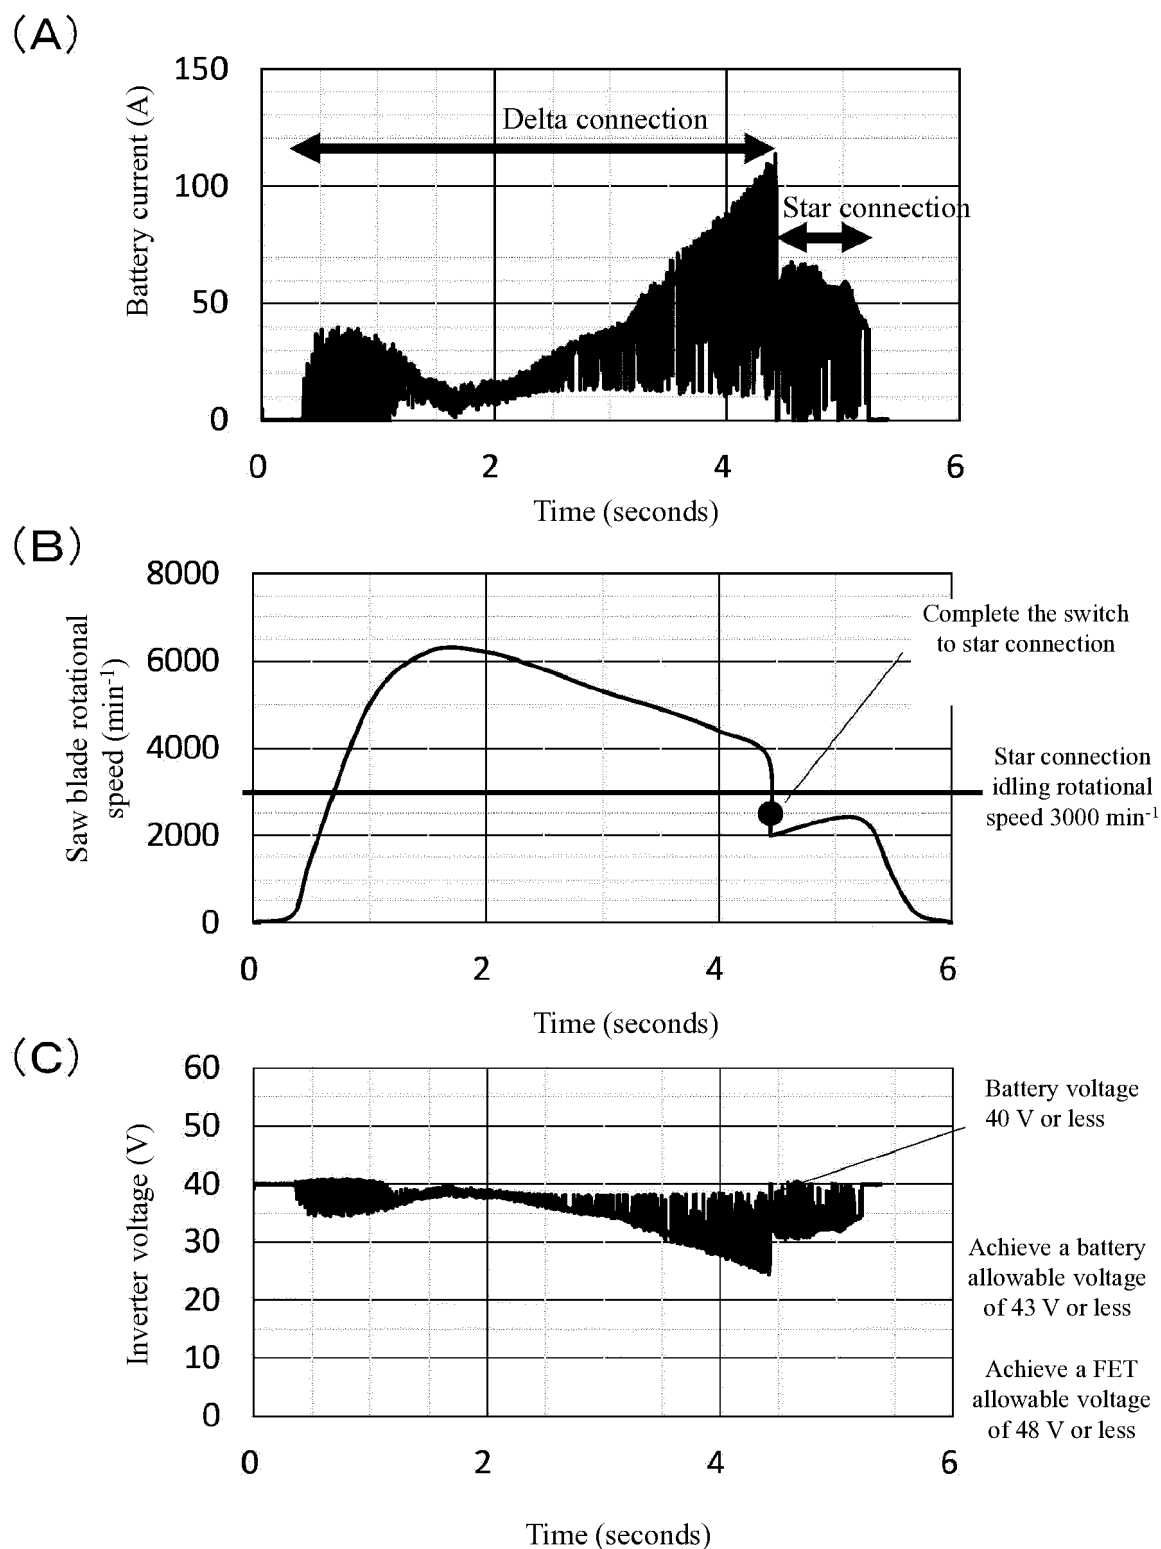 (A)
150
100
50
0
Battery current (A)
Delta connection
Star connection
0 2 4 6
Time (seconds)
(B)
8000
6000
4000
2000
0
Saw blade rotational
speed (min⁻¹)
Complete the switch
to star connection
Star connection
idling rotational
speed 3000 min⁻¹
0 2 4 6
Time (seconds)
(C)
60
50
40
30
20
10
0
Inverter voltage (V)
Battery voltage
40 V or less
Achieve a battery
allowable voltage
of 43 V or less
Achieve a FET
allowable voltage
of 48 V or less
0 2 4 6
Time (seconds)